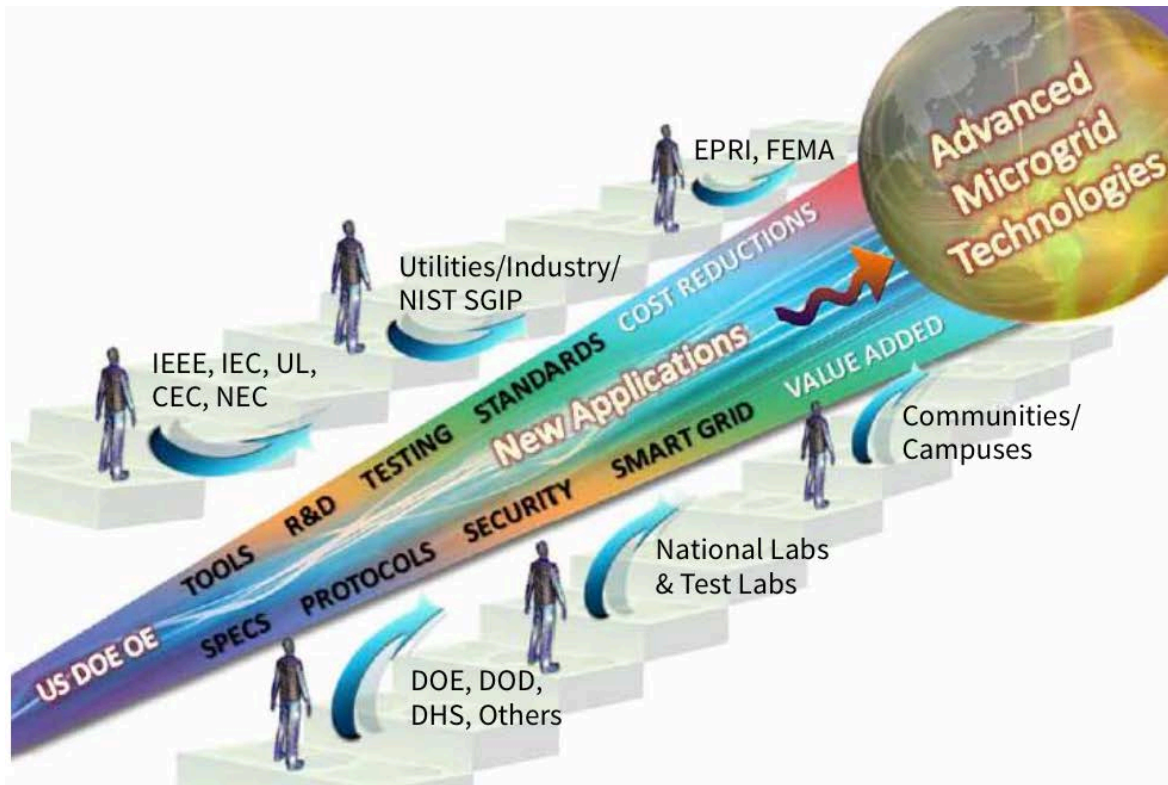 Advanced
Microgrid
Technologies
EPRI, FEMA
Utilities/Industry/
NIST SGIP
IEEE, IEC, UL,
CEC, NEC
US DOE OE
TOOLS R&D TESTING STANDARDS COST REDUCTIONS
New Applications
SPECS PROTOCOLS SECURITY SMART GRID VALUE ADDED
Communities/
Campuses
National Labs
& Test Labs
DOE, DOD,
DHS, Others